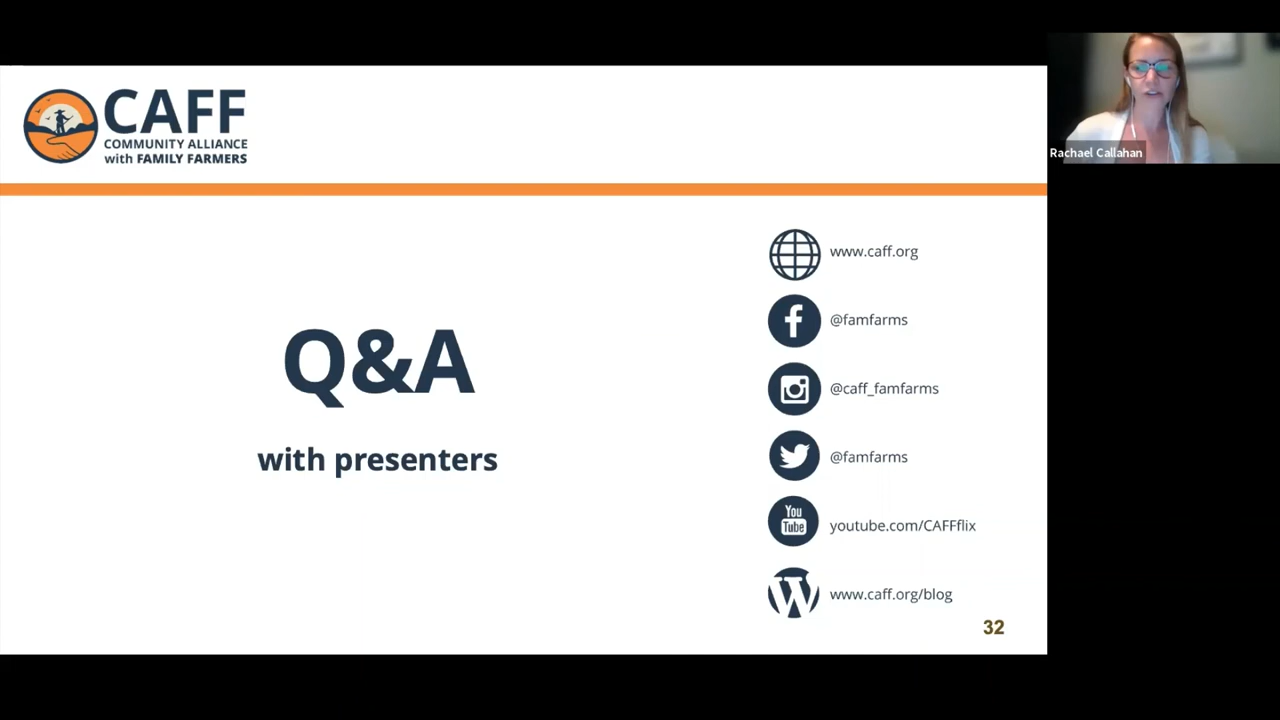 CAFF
COMMUNITY ALLIANCE
with FAMILY FARMERS
Rachael Callahan
Q&A
with presenters
www.caff.org
@famfarms
@caff_famfarms
@famfarms
You
Tube
youtube.com/CAFFflix
www.caff.org/blog
32